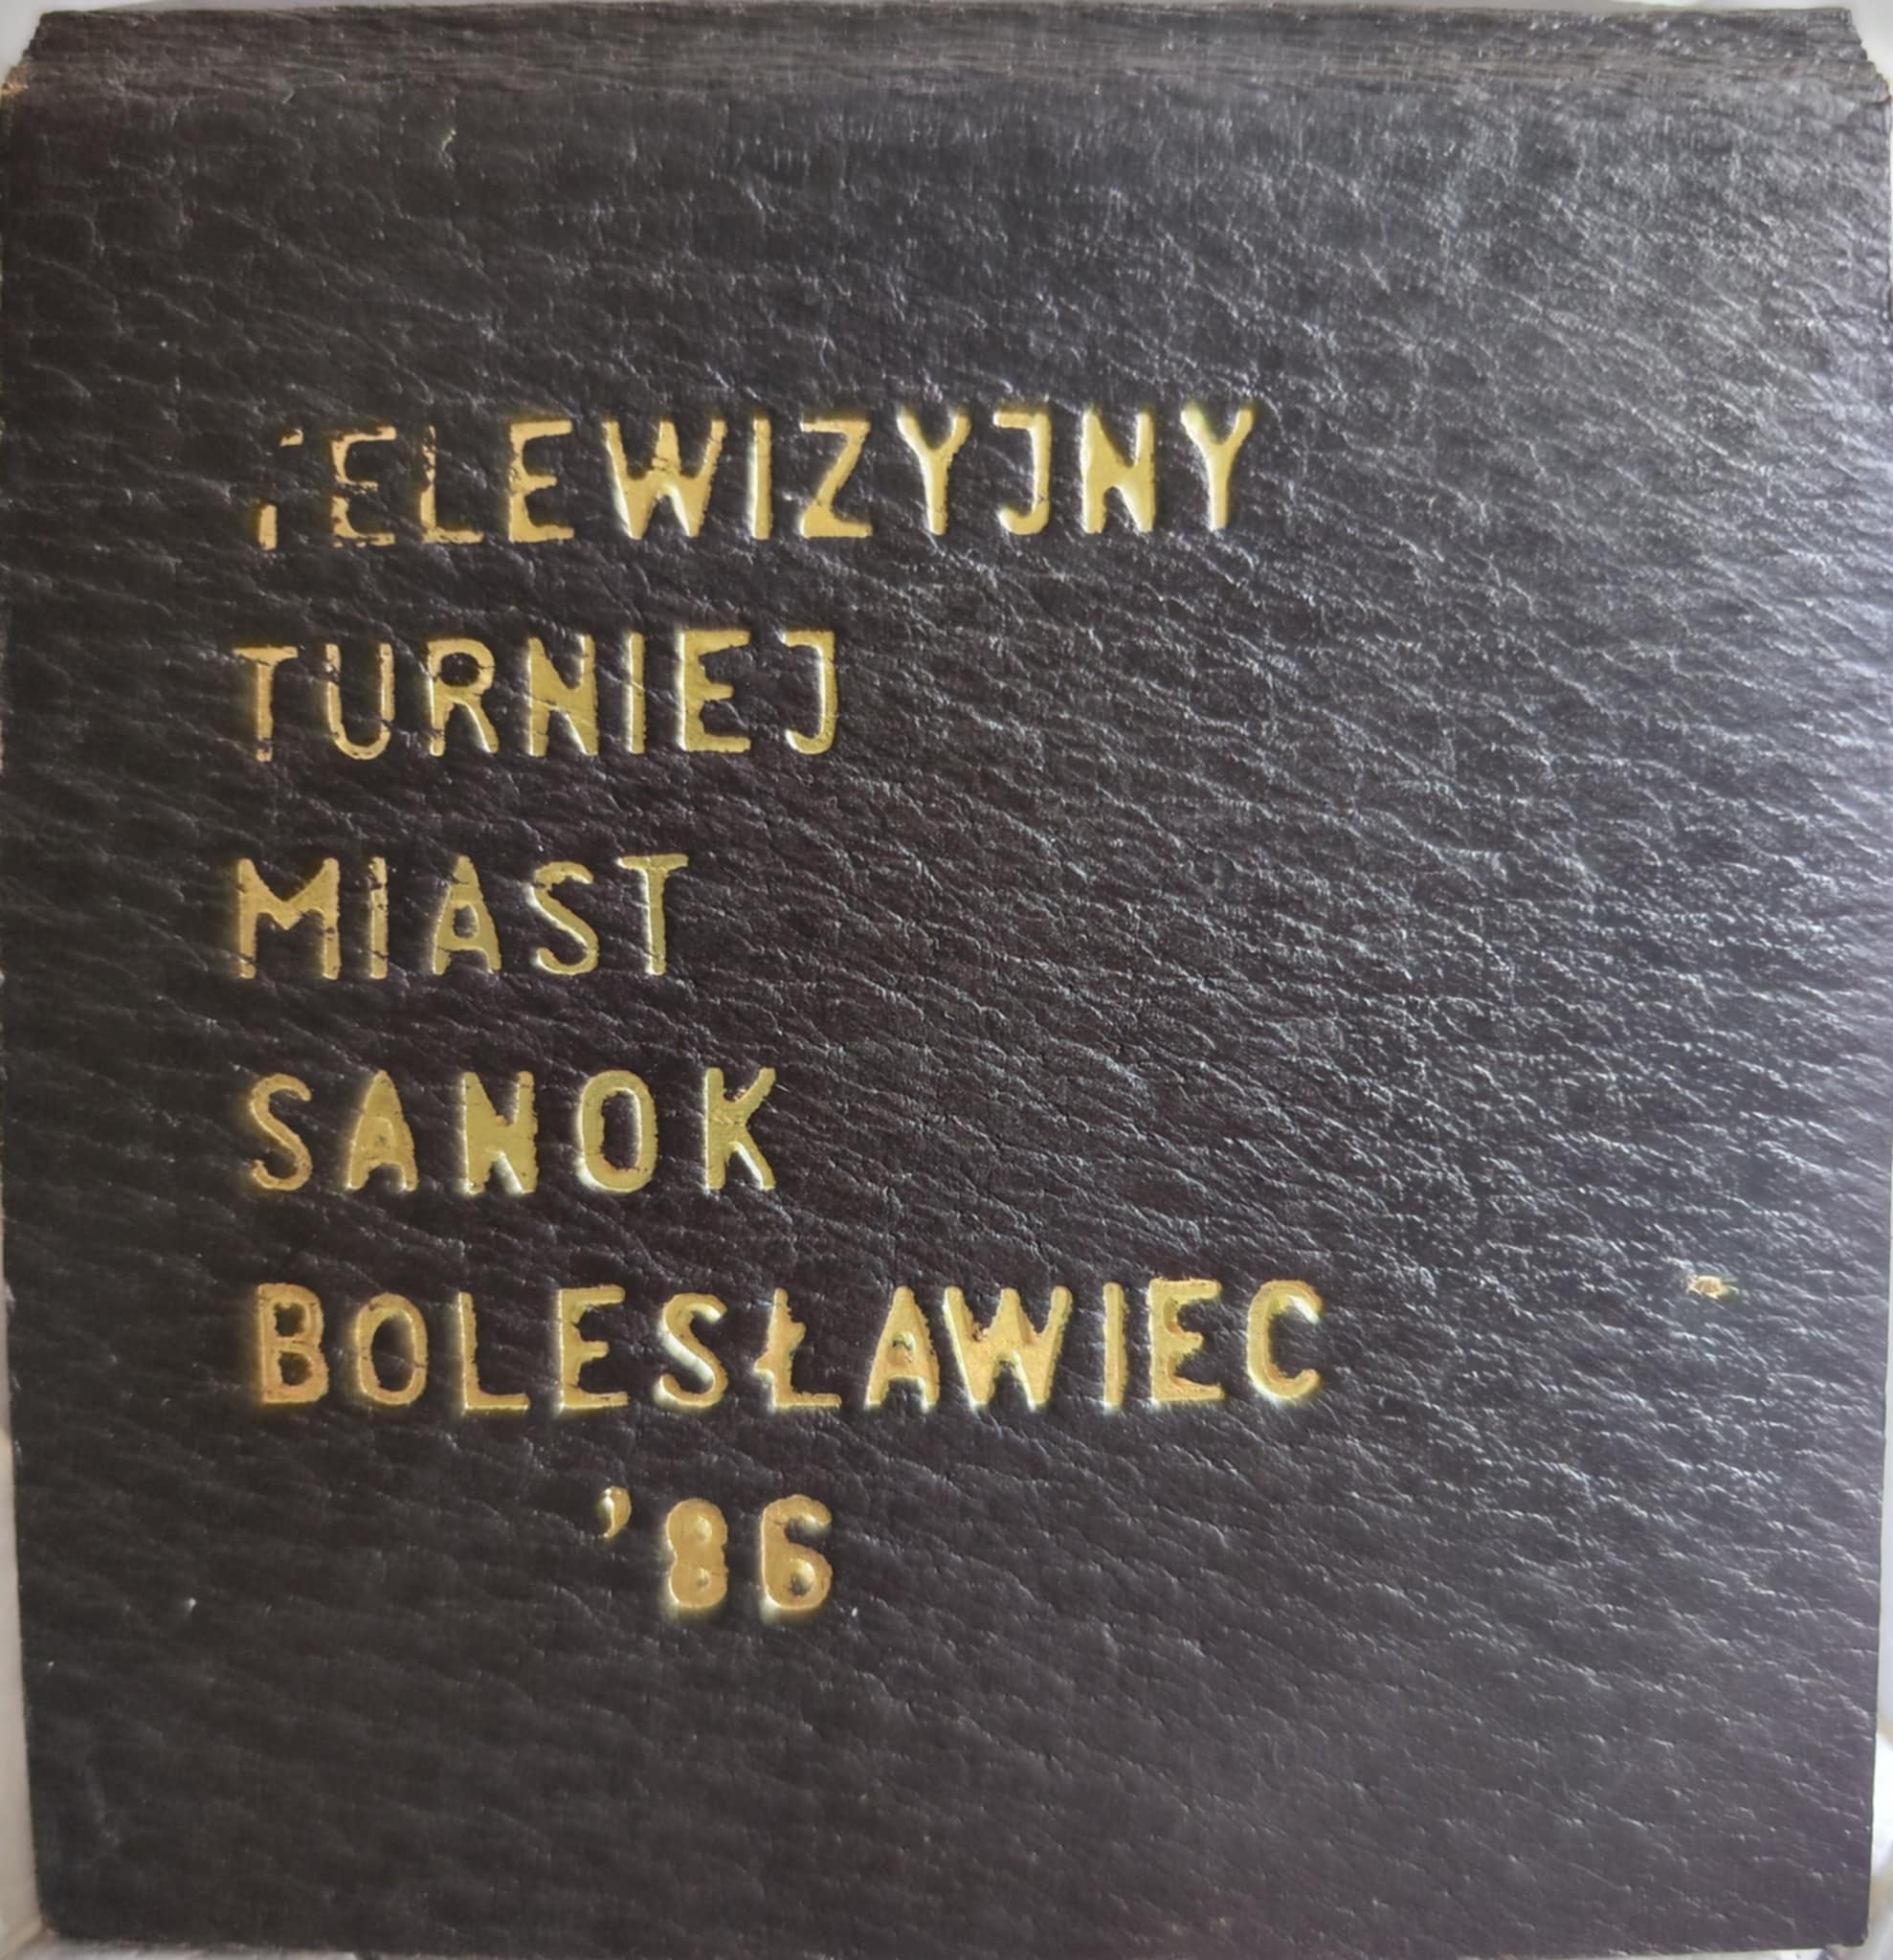 TELEWIZYJNY
TURNIEJ
MIAST
SANOK
BOLESŁAWIEC
’86